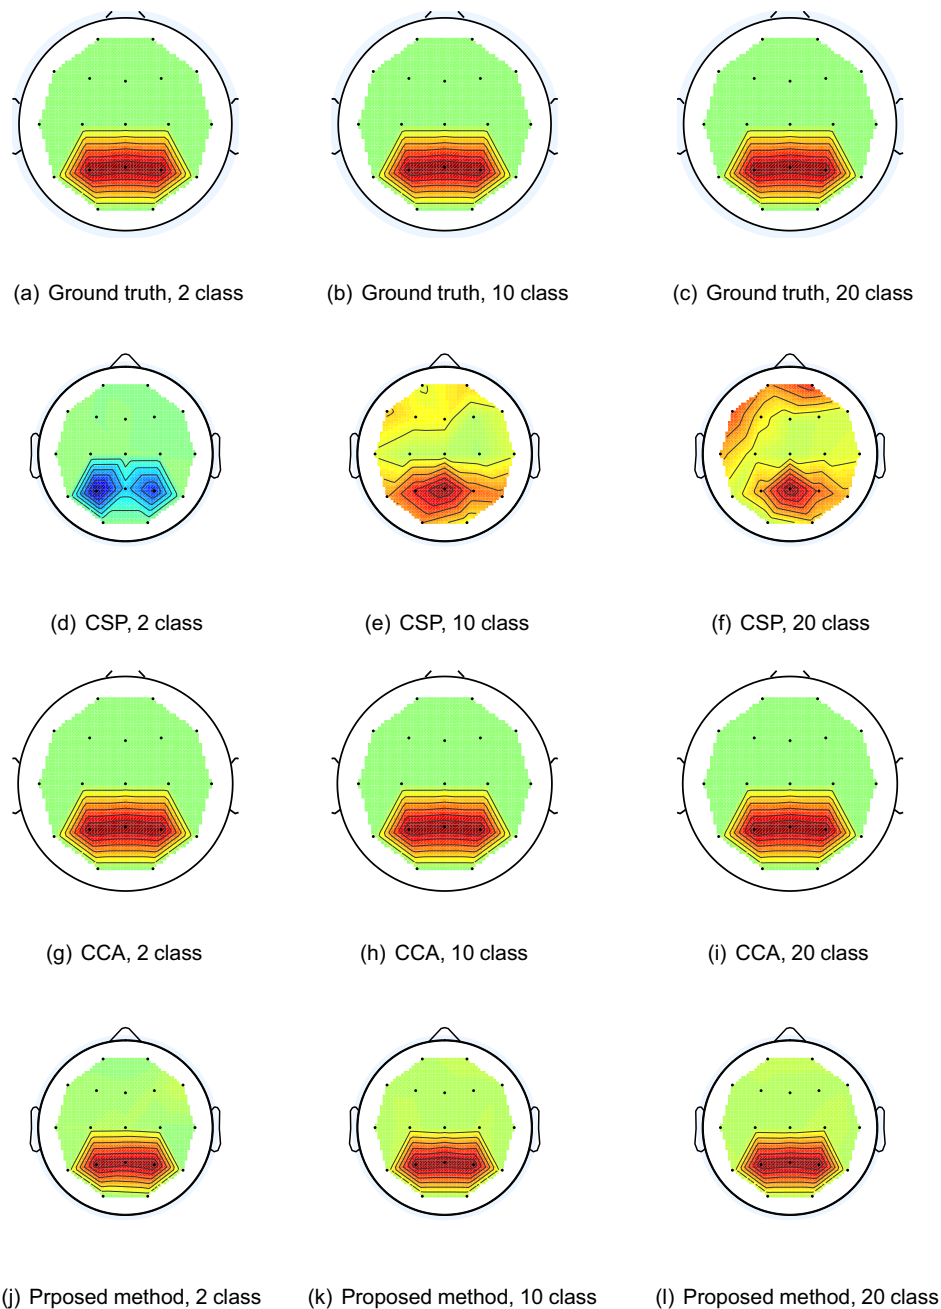 (a) Ground truth, 2 class
(b) Ground truth, 10 class
(c) Ground truth, 20 class
(d) CSP, 2 class
(e) CSP, 10 class
(f) CSP, 20 class
(g) CCA, 2 class
(h) CCA, 10 class
(i) CCA, 20 class
(j) Prposed method, 2 class
(k) Proposed method, 10 class
(l) Proposed method, 20 class